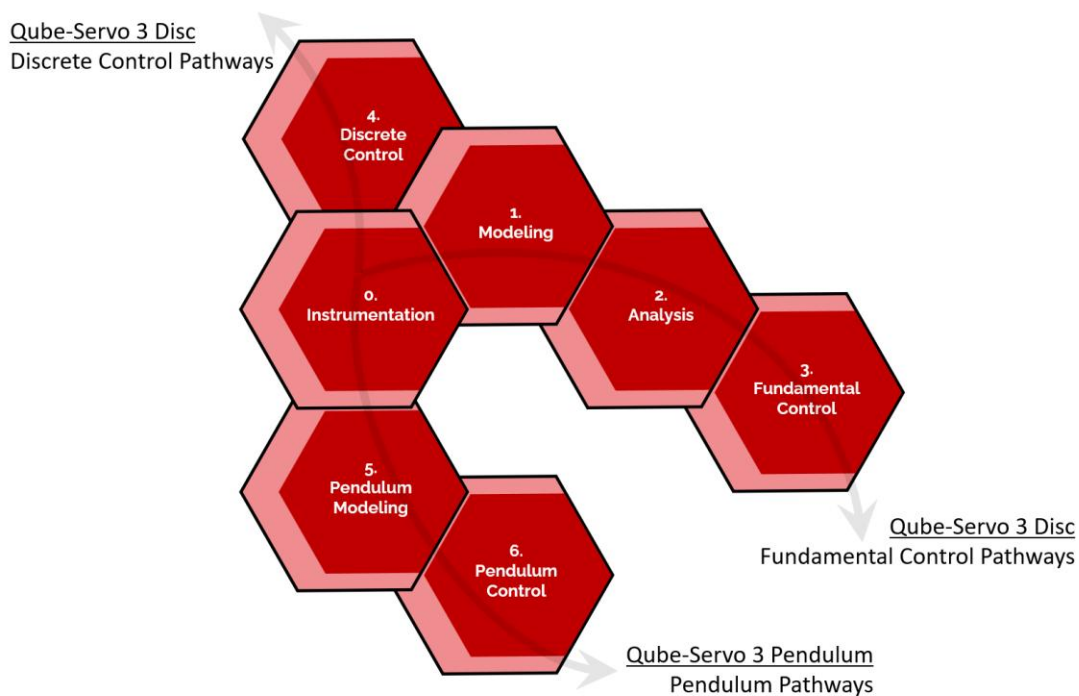 Qube-Servo 3 Disc
Discrete Control Pathways
4.
Discrete
Control
1.
Modeling
0.
Instrumentation
2.
Analysis
3.
Fundamental
Control
5.
Pendulum
Modeling
6.
Pendulum
Control
Qube-Servo 3 Disc
Fundamental Control Pathways
Qube-Servo 3 Pendulum
Pendulum Pathways